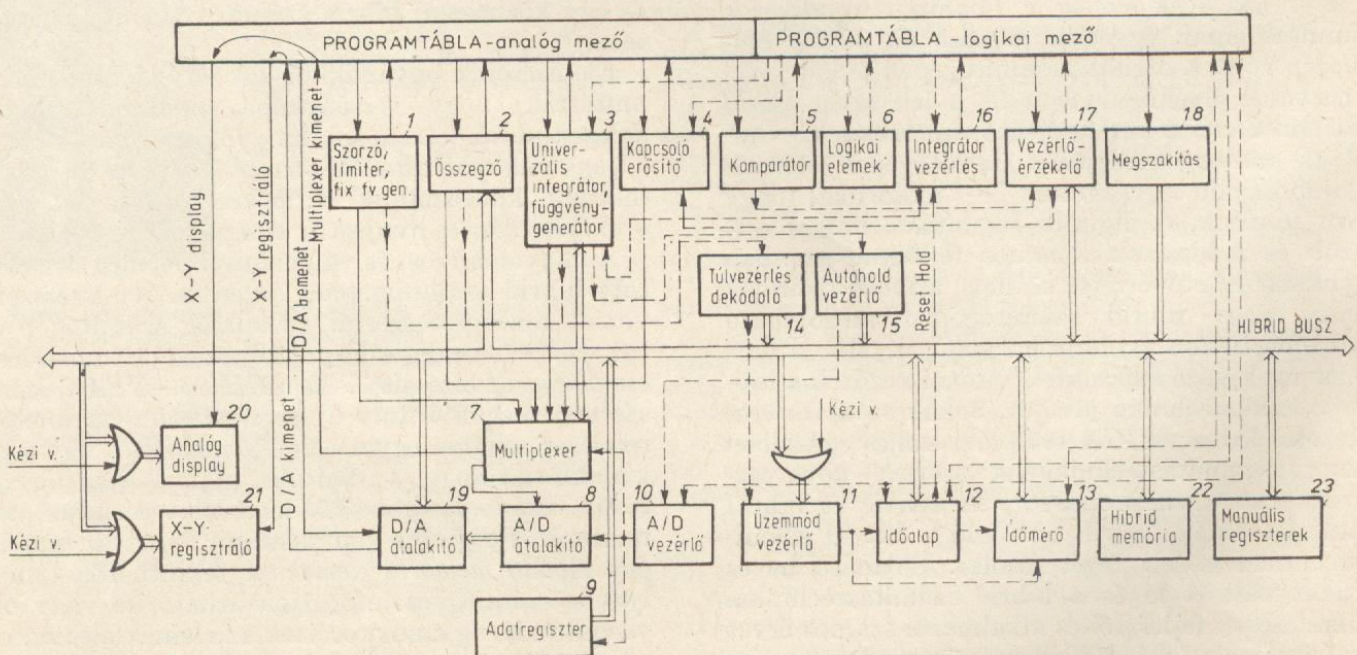 PROGRAMTÁBLA-analóg mező
PROGRAMTÁBLA-logikai mező
X-Y display
X-Y regisztráló
D/A bemenet
D/A kimenet
Multiplexer kimenet
1
Szorzó,
limiter,
fix fv. gen.
2
Összegző
3
Univer-
zális
integrátor,
függvény-
generátor
4
Kapcsoló
erősítő
5
Komparátor
6
Logikai
elemek
16
Integrátor
vezérlés
17
Vezérlő-
érzékelő
18
Megszakítás
Túlvezérlés
dekódoló
14
Autóhold
vezérlő
15
Reset Hold
HIBRID BUSZ
Kézi v.
20
Analóg
display
Kézi v.
21
X-Y-
regisztráló
Kézi v.
7
Multiplexer
19
D/A
átalakító
8
A/D
átalakító
9
Adatregiszter
10
A/D
vezérlő
11
Üzemmód
vezérlő
12
Időalap
13
Időmérő
22
Hibrid
memória
23
Manuális
regiszterek